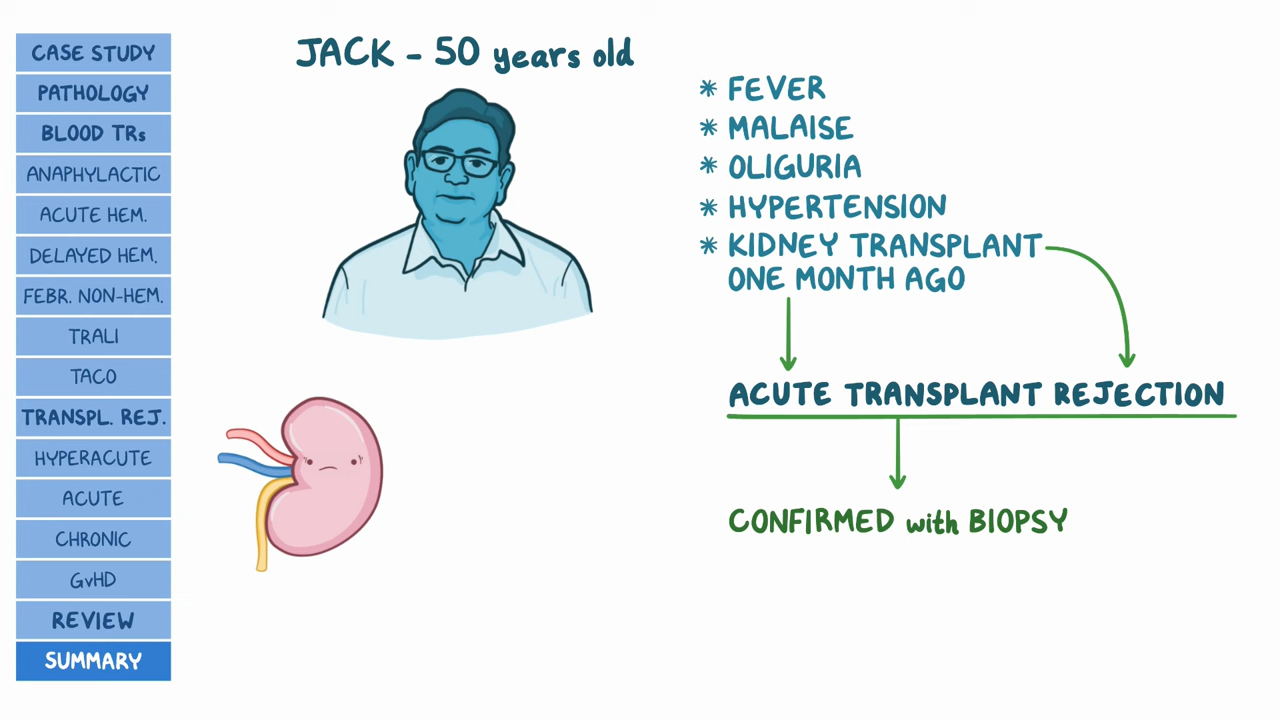 CASE STUDY
PATHOLOGY
BLOOD TRs
ANAPHYLACTIC
ACUTE HEM.
DELAYED HEM.
FEBR. NON-HEM.
TRALI
TACO
TRANSPL. REJ.
HYPERACUTE
ACUTE
CHRONIC
GvHD
REVIEW
SUMMARY
JACK - 50 years old
* FEVER
* MALAISE
* OLIGURIA
* HYPERTENSION
* KIDNEY TRANSPLANT
ONE MONTH AGO
ACUTE TRANSPLANT REJECTION
CONFIRMED with BIOPSY